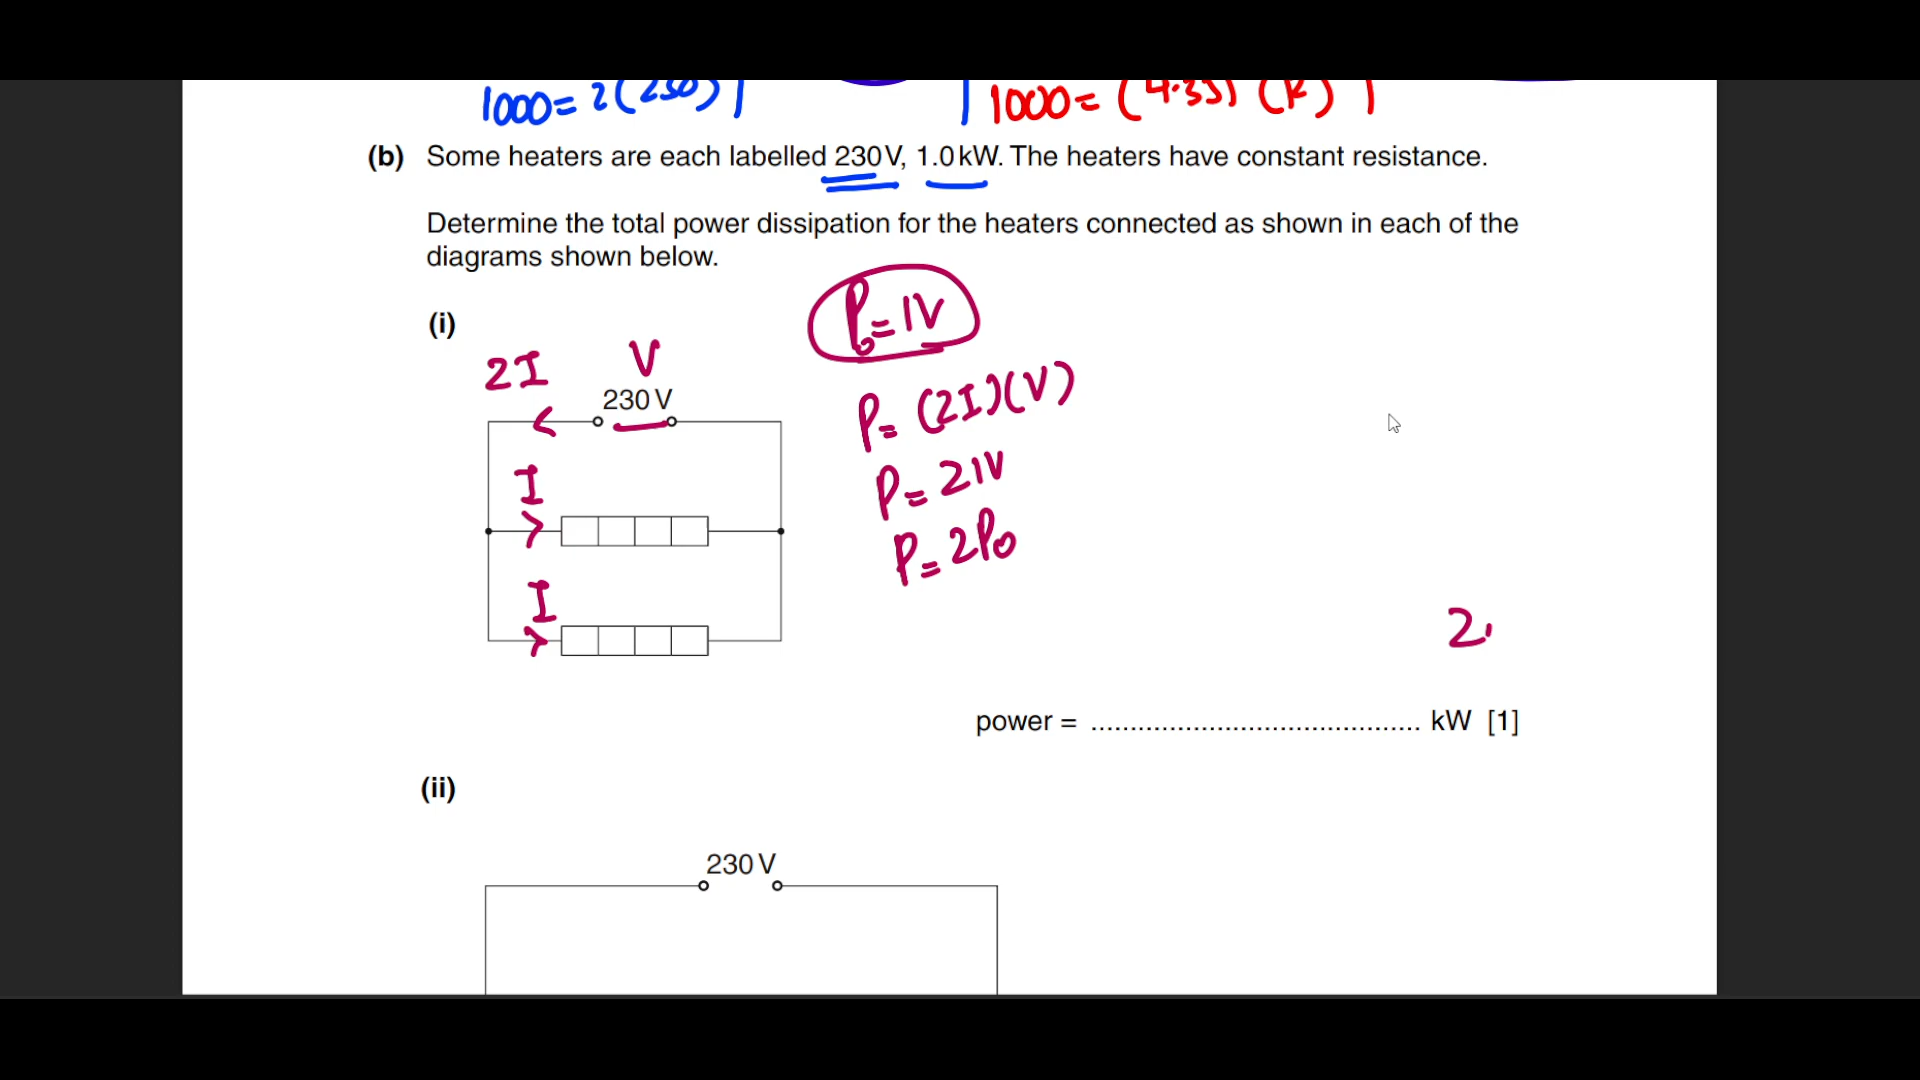 1000=2(230)
1000=(4.35)(R)
(b) Some heaters are each labelled 230V, 1.0kW. The heaters have constant resistance.
Determine the total power dissipation for the heaters connected as shown in each of the
diagrams shown below.
(i)
P₀=IV
2I V
230V
P=(2I)(V)
I
P=2IV
P=2P₀
I
2.
power = ........................................ kW [1]
(ii)
230V